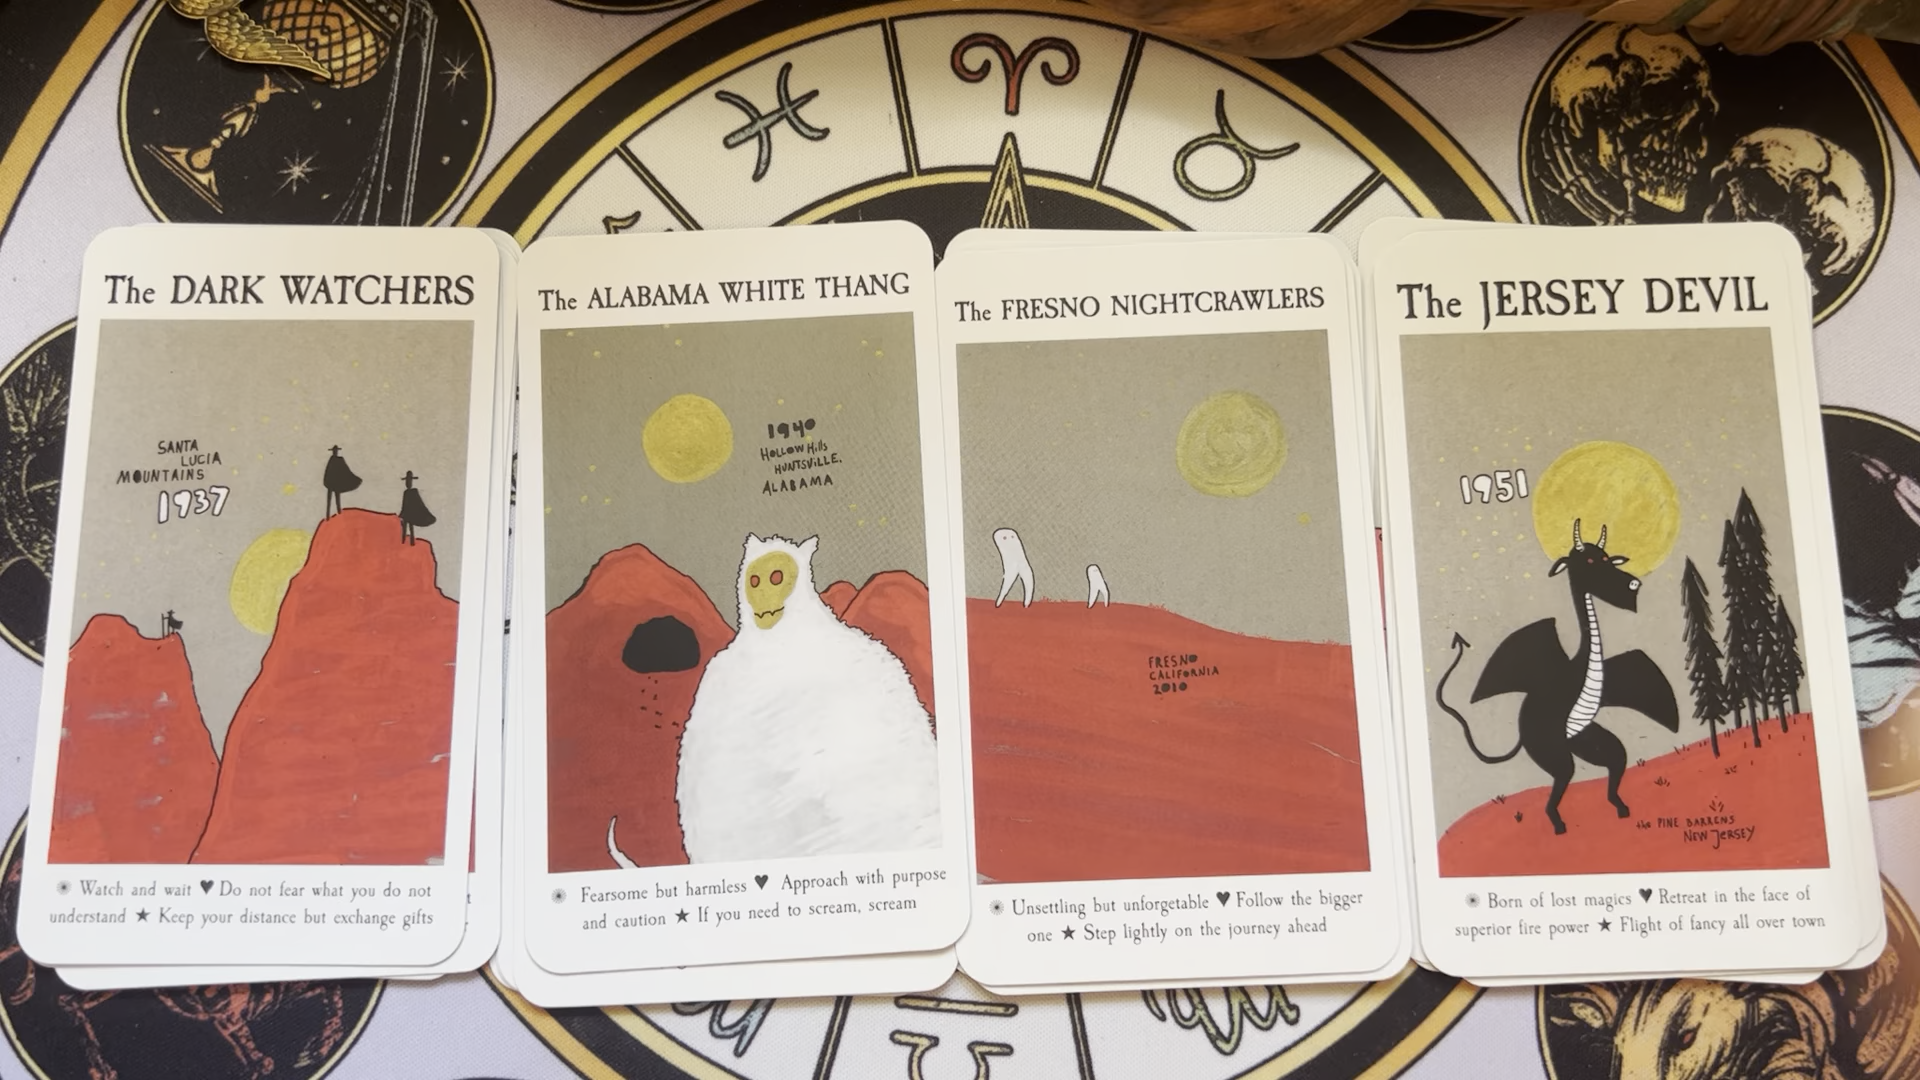 The DARK WATCHERS
SANTA
LUCIA
MOUNTAINS
1937
Watch and wait ♥ Do not fear what you do not
understand ★ Keep your distance but exchange gifts
The ALABAMA WHITE THANG
1940
HOLLOW Hills
HUNTSVILLE.
ALABAMA
Fearsome but harmless ♥ Approach with purpose
and caution ★ If you need to scream, scream
The FRESNO NIGHTCRAWLERS
FRESNO
CALIFORNIA
2010
Unsettling but unforgetable ♥ Follow the bigger
one ★ Step lightly on the journey ahead
The JERSEY DEVIL
1951
the PINE BARRENS
NEW JERSEY
Born of lost magics ♥ Retreat in the face of
superior fire power ★ Flight of fancy all over town
t